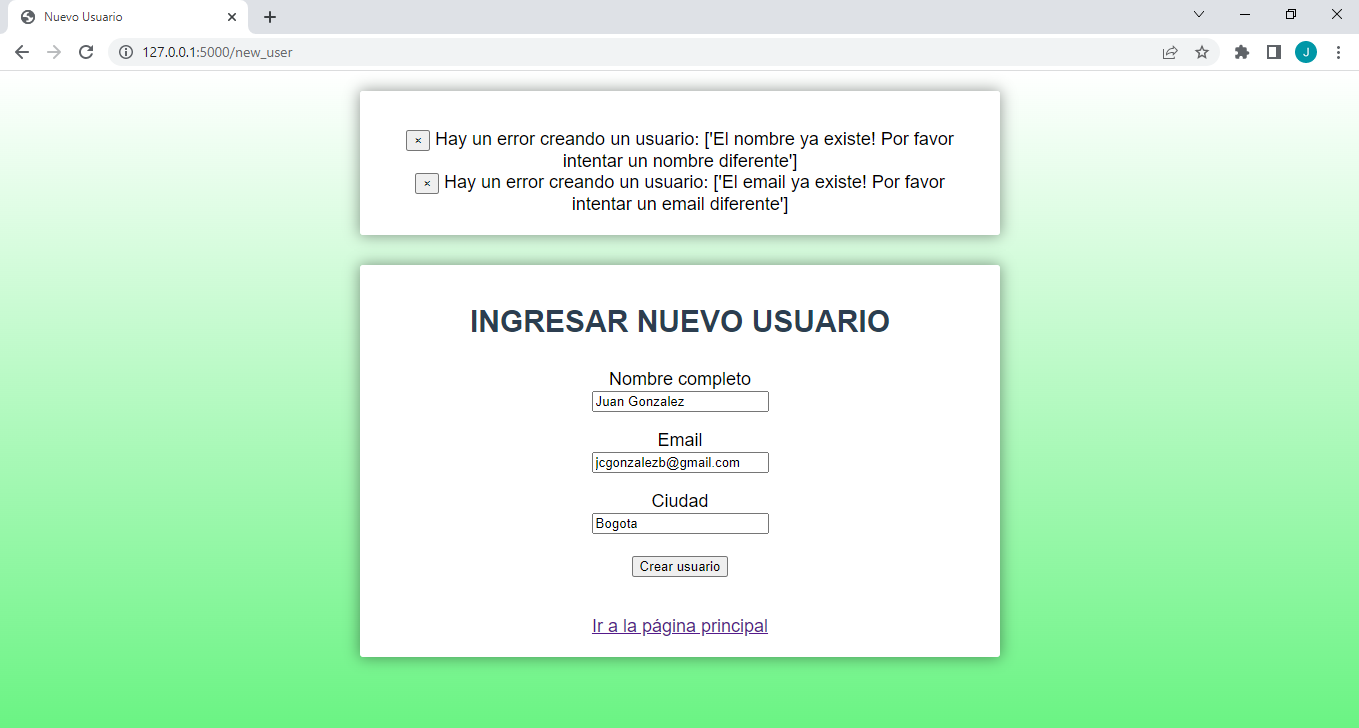 Nuevo Usuario
127.0.0.1:5000/new_user
J
× Hay un error creando un usuario: ['El nombre ya existe! Por favor
intentar un nombre diferente']
× Hay un error creando un usuario: ['El email ya existe! Por favor
intentar un email diferente']
INGRESAR NUEVO USUARIO
Nombre completo
Juan Gonzalez
Email
jcgonzalezb@gmail.com
Ciudad
Bogota
Crear usuario
Ir a la página principal